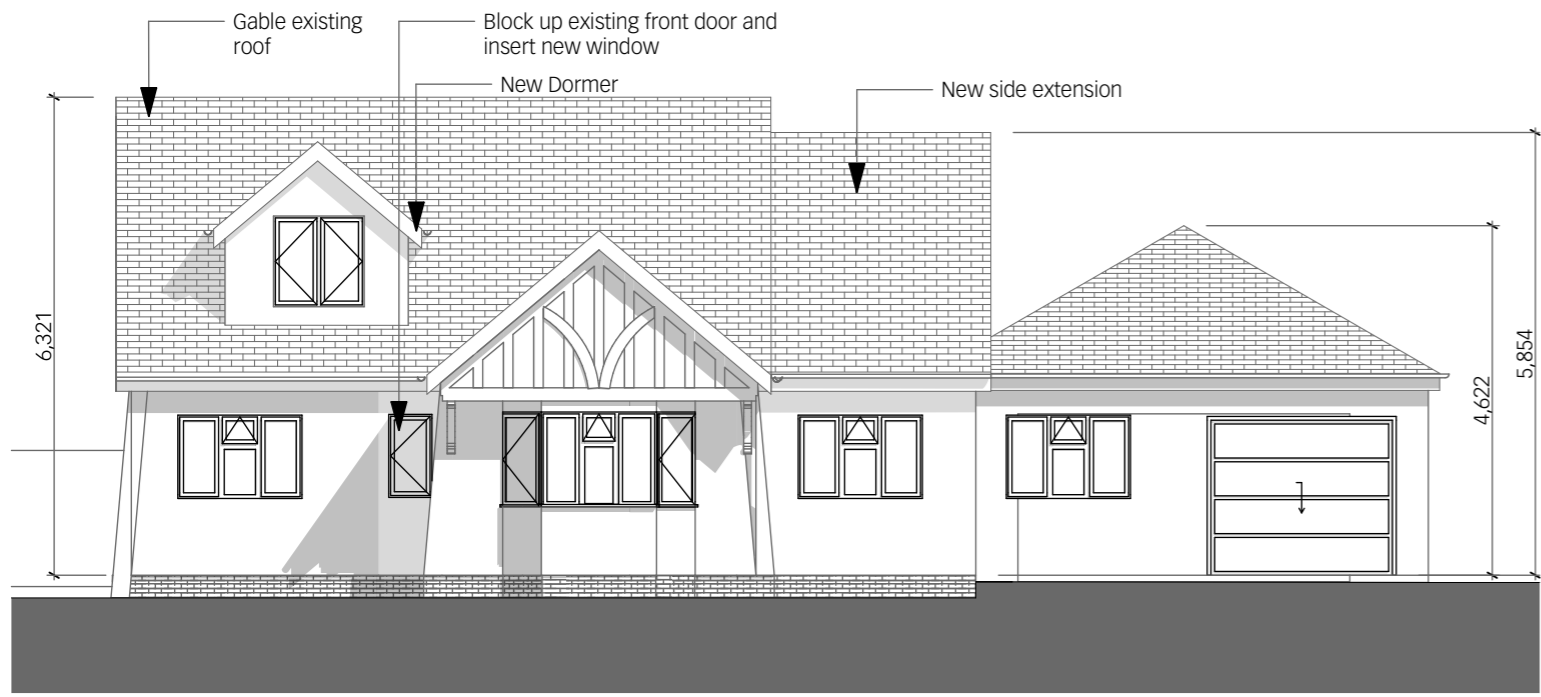 Gable existing
roof
Block up existing front door and
insert new window
New Dormer
New side extension
6,321
5,854
4,622